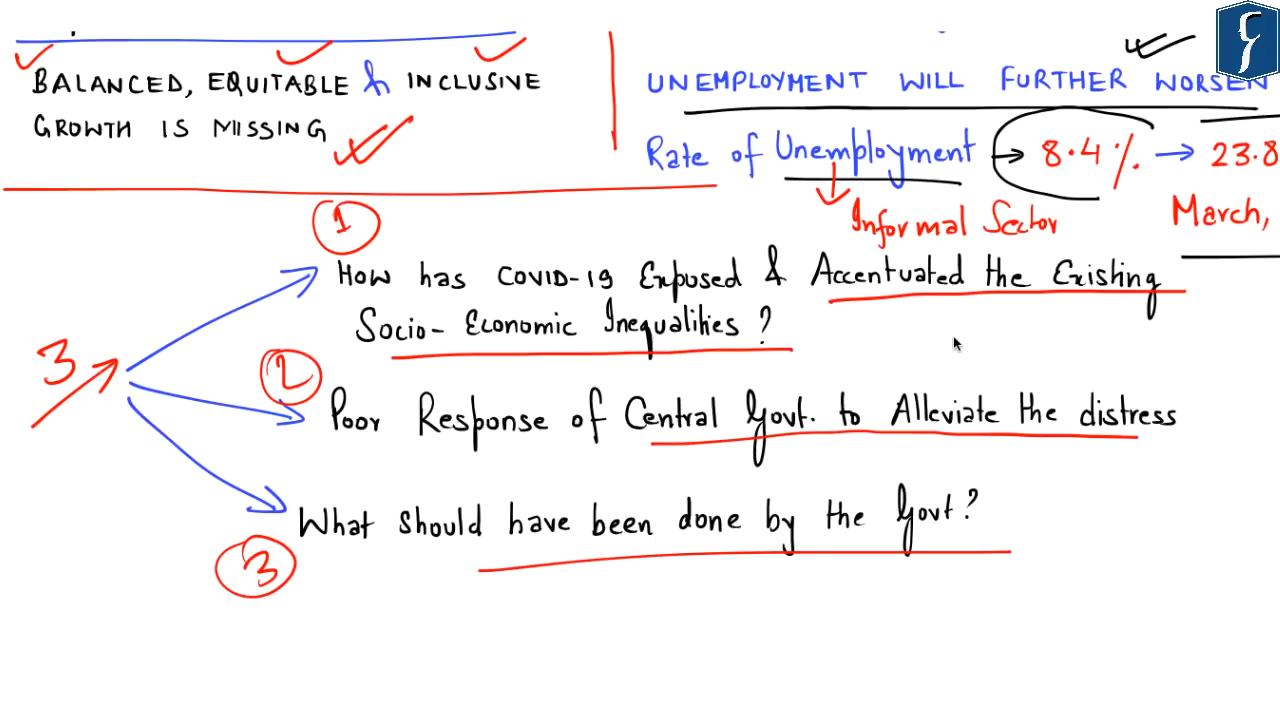 BALANCED, EQUITABLE & INCLUSIVE
GROWTH IS MISSING
UNEMPLOYMENT WILL FURTHER WORSEN
Rate of Unemployment → 8.4% → 23.8
Informal Sector
March,
1
How has COVID-19 Exposed & Accentuated the Existing
Socio-Economic Inequalities?
3
2
Poor Response of Central Govt. to Alleviate the distress
What should have been done by the Govt?
3